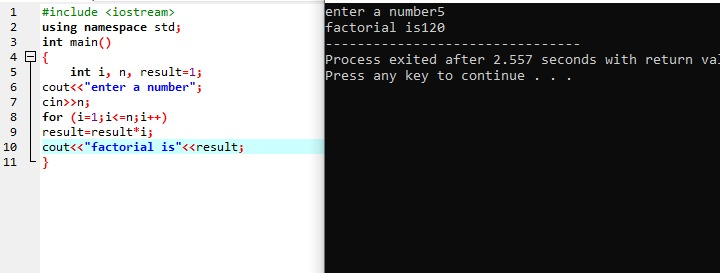 1 #include <iostream>
2 using namespace std;
3 int main()
4 {
5 int i, n, result=1;
6 cout<<"enter a number";
7 cin>>n;
8 for (i=1;i<=n;i++)
9 result=result*i;
10 cout<<"factorial is"<<result;
11 }
enter a number5
factorial is120
--------------------------------
Process exited after 2.557 seconds with return val
Press any key to continue . . .